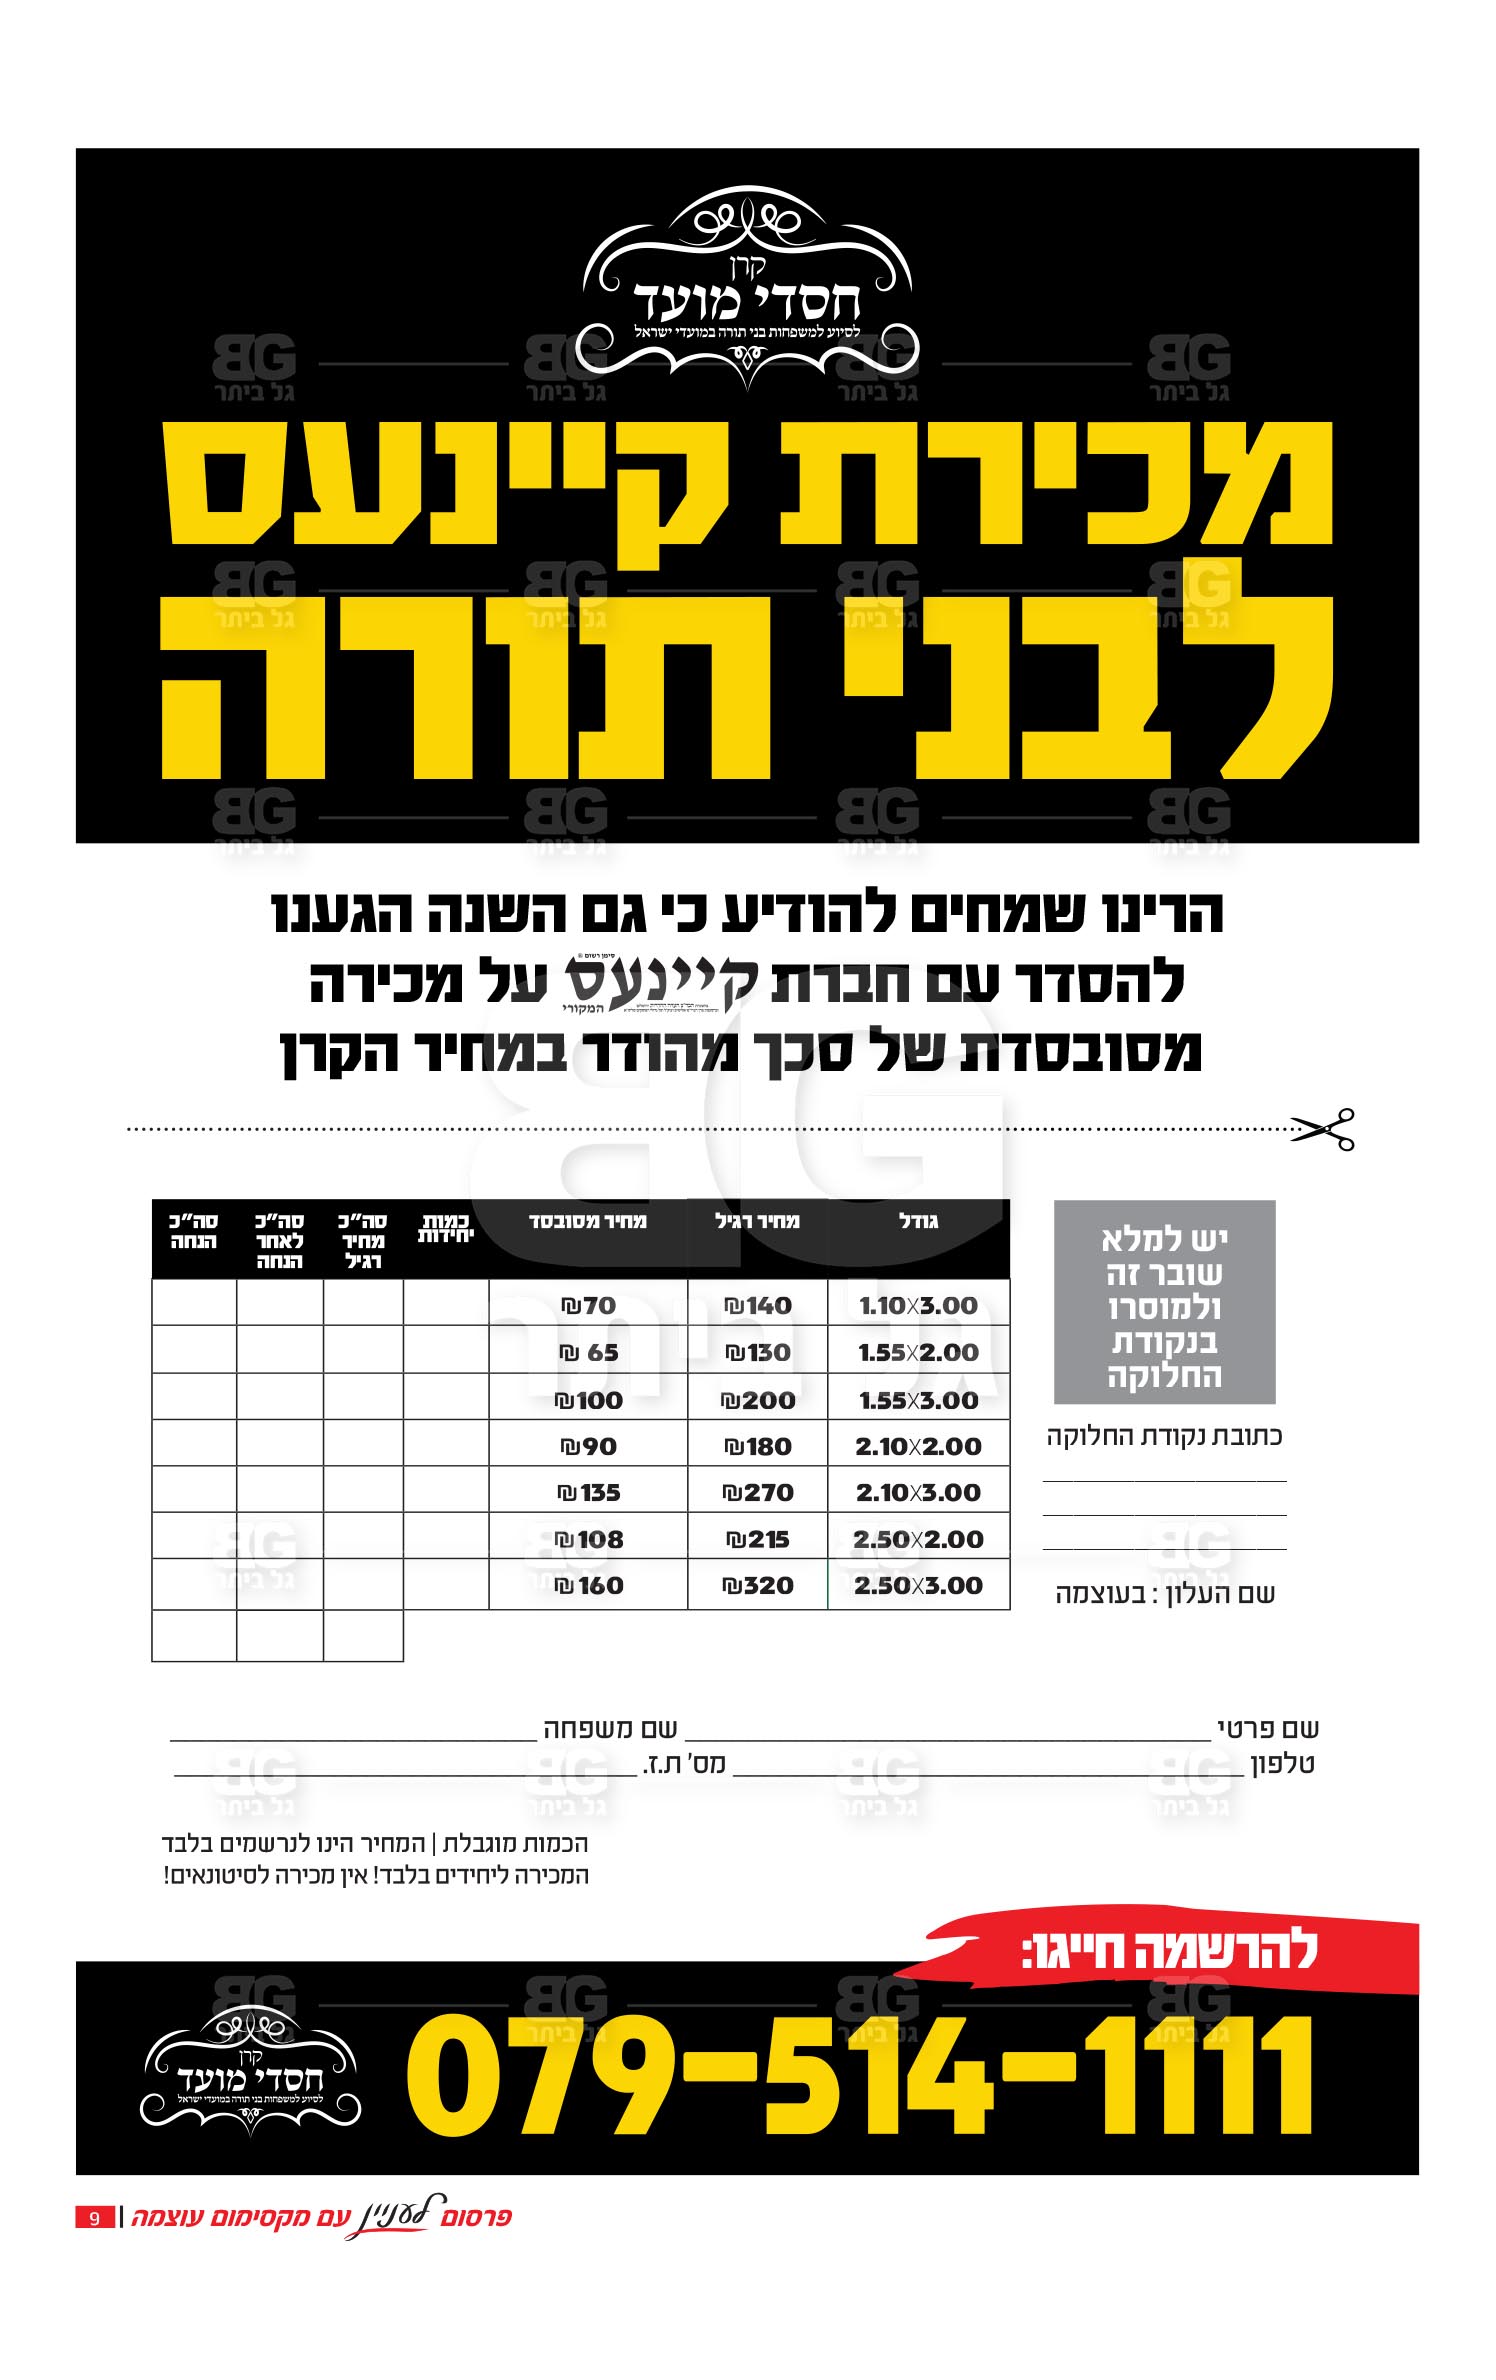 קרן
חסדי מועד
לסיוע למשפחות בני תורה במועדי ישראל
מכירת קיינעס
לבני תורה
הרינו שמחים להודיע כי גם השנה הגענו
להסדר עם חברת קיינעס המקורי על מכירה
סימן רשום ®
מסובסדת של סכך מהודר במחיר הקרן
יש למלא
שובר זה
ולמוסרו
בנקודת
החלוקה
כתובת נקודת החלוקה
שם העלון : בעוצמה
גודל מחיר רגיל מחיר מסובסד כמות יחידות סה"כ מחיר רגיל סה"כ לאחר הנחה סה"כ הנחה
1.10X3.00 ₪140 ₪70
1.55X2.00 ₪130 ₪ 65
1.55X3.00 ₪200 ₪100
2.10X2.00 ₪180 ₪90
2.10X3.00 ₪270 ₪135
2.50X2.00 ₪215 ₪108
2.50X3.00 ₪320 ₪160
שם פרטי שם משפחה
טלפון מס' ת.ז.
הכמות מוגבלת | המחיר הינו לנרשמים בלבד
המכירה ליחידים בלבד! אין מכירה לסיטונאים!
להרשמה חייגו:
079-514-1111
קרן
חסדי מועד
לסיוע למשפחות בני תורה במועדי ישראל
פרסום לעניין עם מקסימום עוצמה | 9
BG
גל ביתר